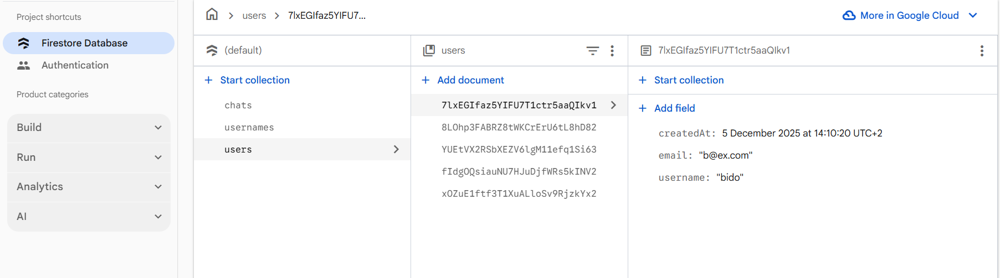 Project shortcuts
Firestore Database
Authentication
Product categories
Build
Run
Analytics
AI
users
7lxEGIfaz5YIFU7...
More in Google Cloud
(default)
Start collection
chats
usernames
users
users
Add document
7lxEGIfaz5YIFU7T1ctr5aaQIkv1
8LOhp3FABRZ8tWKCrErU6tL8hD82
YUEtVX2RSbXEZV6lgM11efq1Si63
fIdgOQsiauNU7HJuDjfWRs5kINV2
xOZuE1ftf3T1XuALloSv9RjzkYx2
7lxEGIfaz5YIFU7T1ctr5aaQIkv1
Start collection
Add field
createdAt: 5 December 2025 at 14:10:20 UTC+2
email: "b@ex.com"
username: "bido"